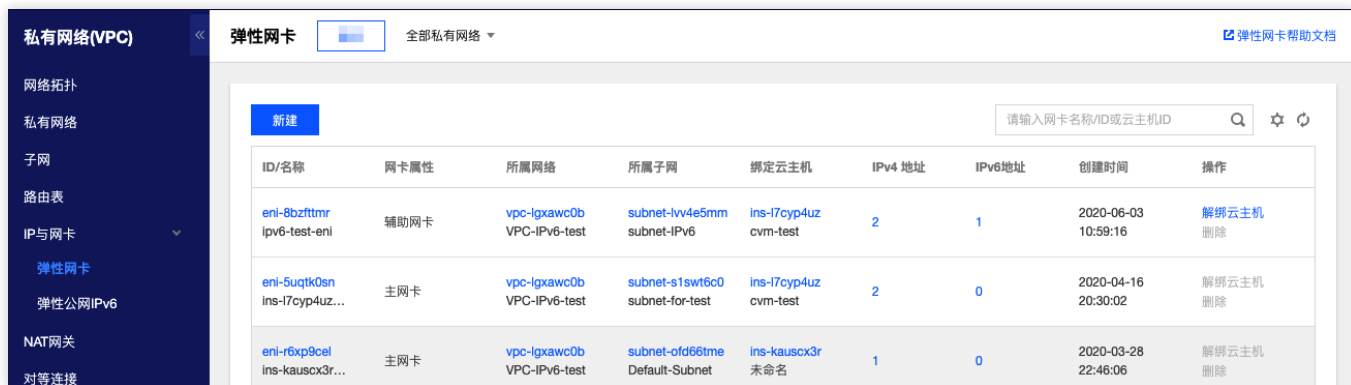 私有网络(VPC)
«
弹性网卡
全部私有网络
弹性网卡帮助文档
网络拓扑
私有网络
子网
路由表
IP与网卡
弹性网卡
弹性公网IPv6
NAT网关
对等连接
新建
请输入网卡名称/ID或云主机ID
ID/名称 网卡属性 所属网络 所属子网 绑定云主机 IPv4 地址 IPv6地址 创建时间 操作
eni-8bzfttmr 辅助网卡 vpc-lgxawc0b subnet-lvv4e5mm ins-l7cyp4uz 2 1 2020-06-03 解绑云主机
ipv6-test-eni VPC-IPv6-test subnet-IPv6 cvm-test 10:59:16 删除
eni-5uqtk0sn 主网卡 vpc-lgxawc0b subnet-s1swt6c0 ins-l7cyp4uz 2 0 2020-04-16 解绑云主机
ins-l7cyp4uz... VPC-IPv6-test subnet-for-test cvm-test 20:30:02 删除
eni-r6xp9cel 主网卡 vpc-lgxawc0b subnet-ofd66tme ins-kauscx3r 1 0 2020-03-28 解绑云主机
ins-kauscx3r... VPC-IPv6-test Default-Subnet 未命名 22:46:06 删除